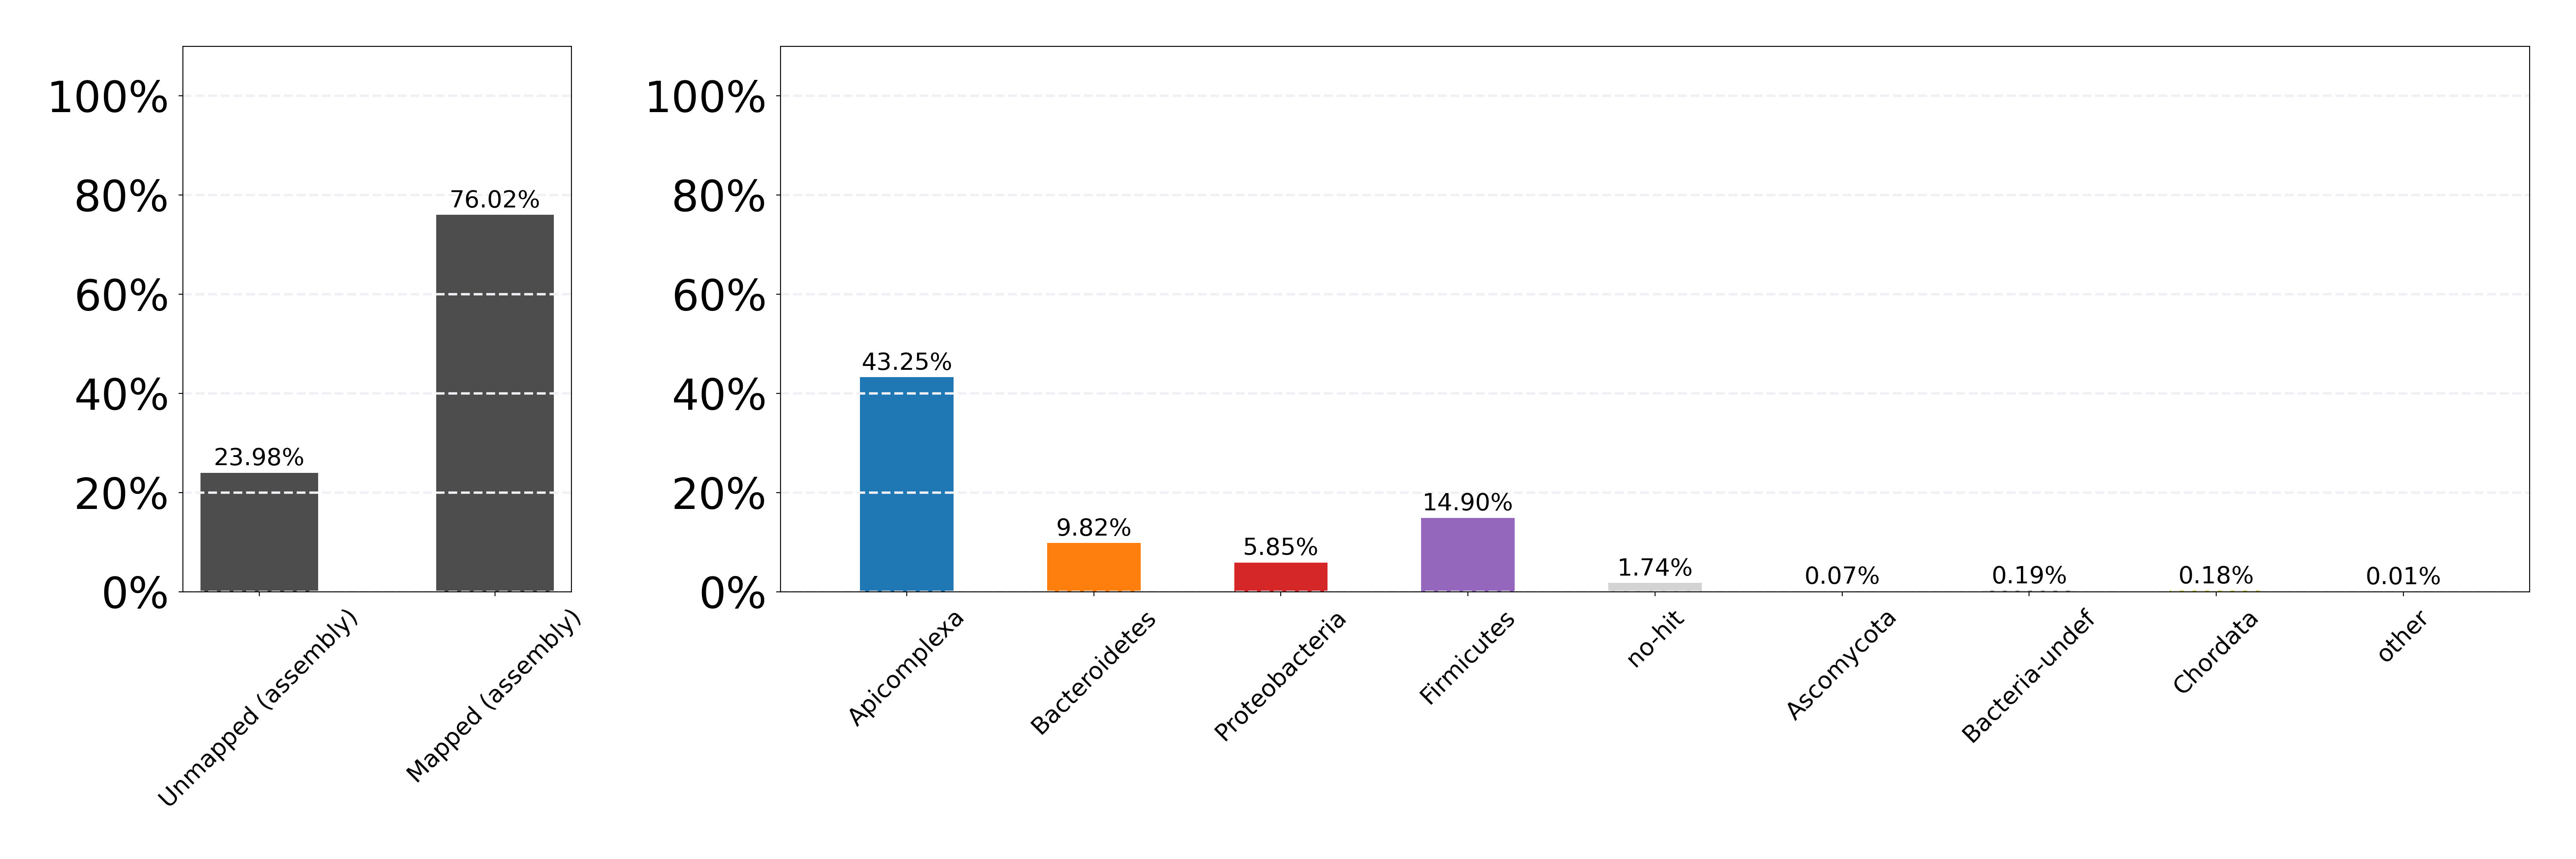 100%
80%
60%
40%
20%
0%
23.98%
76.02%
Unmapped (assembly)
Mapped (assembly)
100%
80%
60%
40%
20%
0%
43.25%
9.82%
5.85%
14.90%
1.74%
0.07%
0.19%
0.18%
0.01%
Apicomplexa
Bacteroidetes
Proteobacteria
Firmicutes
no-hit
Ascomycota
Bacteria-undef
Chordata
other